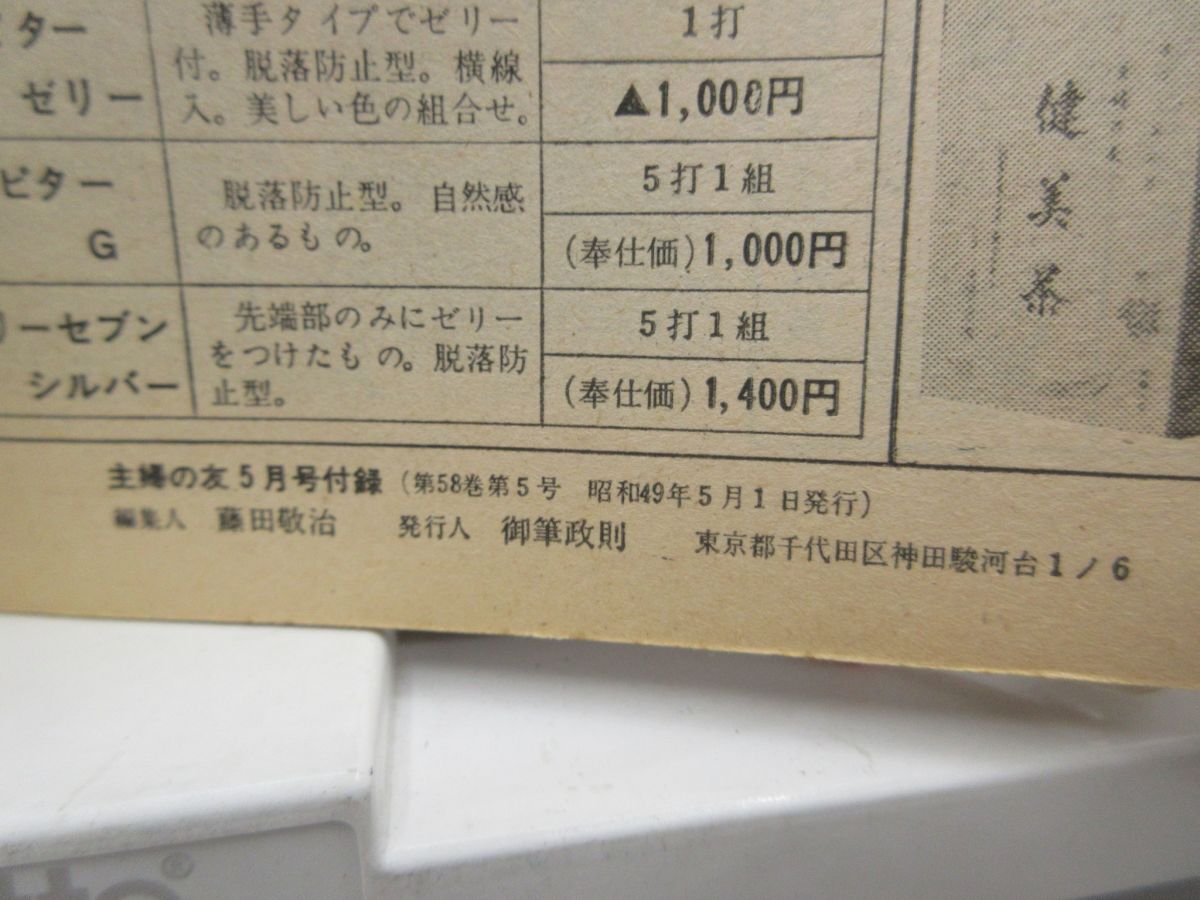 ター
ゼリー
薄手タイプでゼリー
付。脱落防止型。横線
入。美しい色の組合せ。
1打
▲1,000円
ピター
G
脱落防止型。自然感
のあるもの。
5打1組
(奉仕価)1,000円
リーセブン
シルバー
先端部のみにゼリー
をつけたもの。脱落防
止型。
5打1組
(奉仕価)1,400円
健美茶
主婦の友5月号付録(第58巻第5号 昭和49年5月1日発行)
編集人 藤田敬治 発行人 御筆政則 東京都千代田区神田駿河台1ノ6